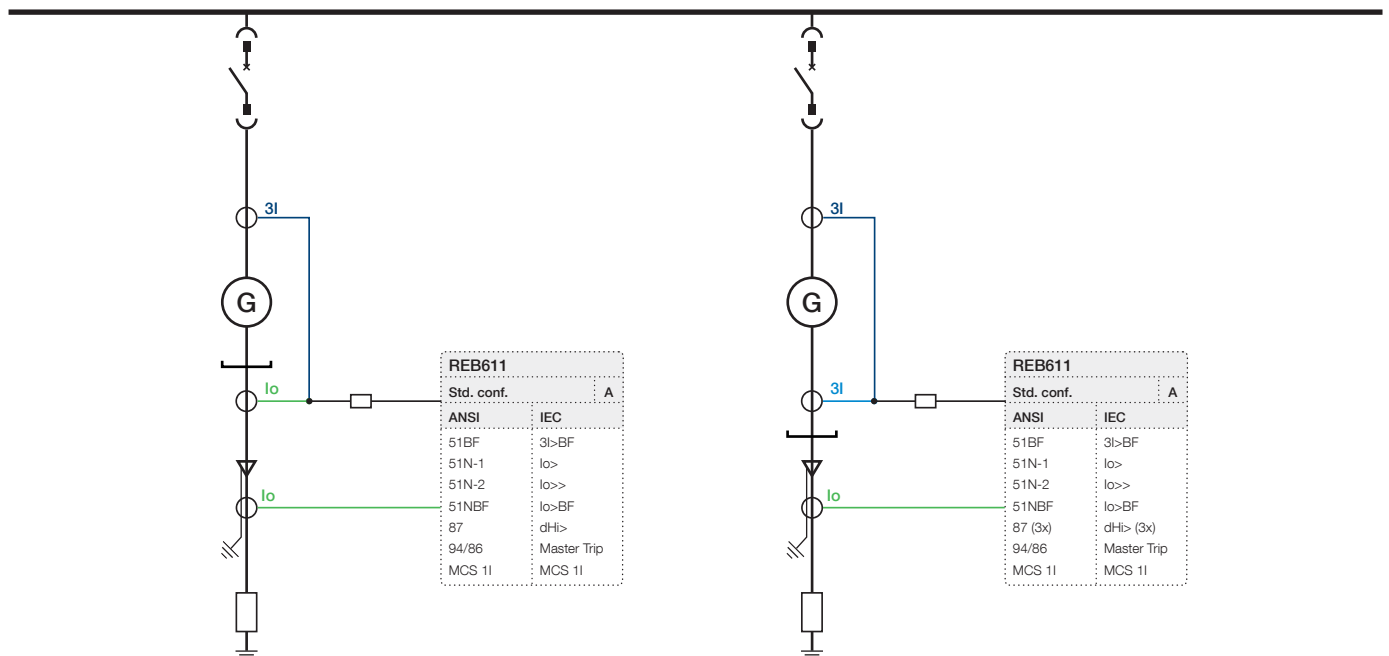 3I
G
REB611
Std. conf. A
Io
ANSI IEC
51BF 3I>BF
51N-1 Io>
51N-2 Io>>
Io
51NBF Io>BF
87 dHi>
94/86 Master Trip
MCS 1I MCS 1I
3I
G
REB611
Std. conf. A
3I
ANSI IEC
51BF 3I>BF
51N-1 Io>
51N-2 Io>>
Io
51NBF Io>BF
87 (3x) dHi> (3x)
94/86 Master Trip
MCS 1I MCS 1I